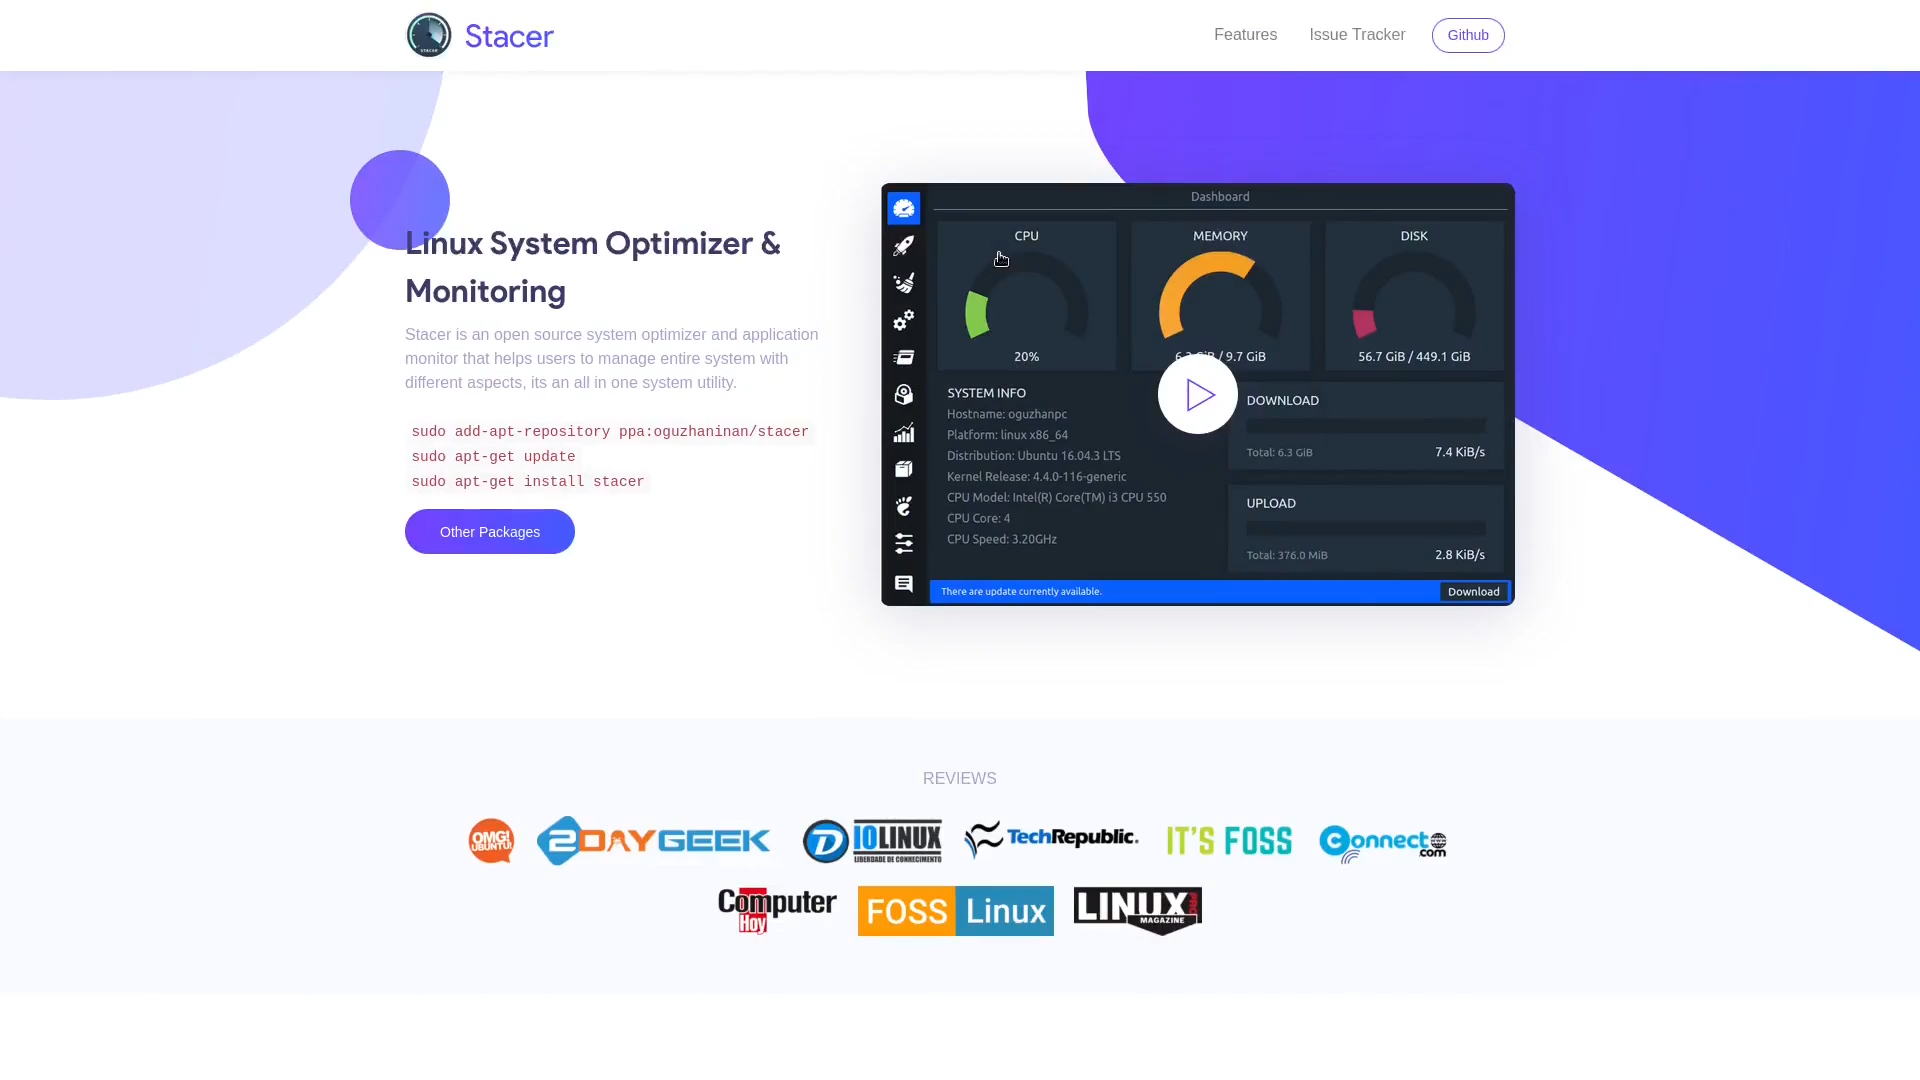 Stacer
Features
Issue Tracker
Github
Linux System Optimizer &
Monitoring
Stacer is an open source system optimizer and application
monitor that helps users to manage entire system with
different aspects, its an all in one system utility.
sudo add-apt-repository ppa:oguzhaninan/stacer
sudo apt-get update
sudo apt-get install stacer
Other Packages
Dashboard
CPU
20%
MEMORY
/ 9.7 GiB
DISK
56.7 GiB / 449.1 GiB
SYSTEM INFO
Hostname: oguzhanpc
Platform: linux x86_64
Distribution: Ubuntu 16.04.3 LTS
Kernel Release: 4.4.0-116-generic
CPU Model: Intel(R) Core(TM) i3 CPU 550
CPU Core: 4
CPU Speed: 3.20GHz
DOWNLOAD
Total: 6.3 GiB
7.4 KiB/s
UPLOAD
Total: 376.0 MiB
2.8 KiB/s
There are update currently available.
Download
REVIEWS
OMG!
UBUNTU!
2DAYGEEK
DIOLINUX
LIBERDADE DE CONHECIMENTO
TechRepublic.
IT'S FOSS
Connect
.com
Computer
Hoy
FOSS Linux
LINUX PRO
MAGAZINE